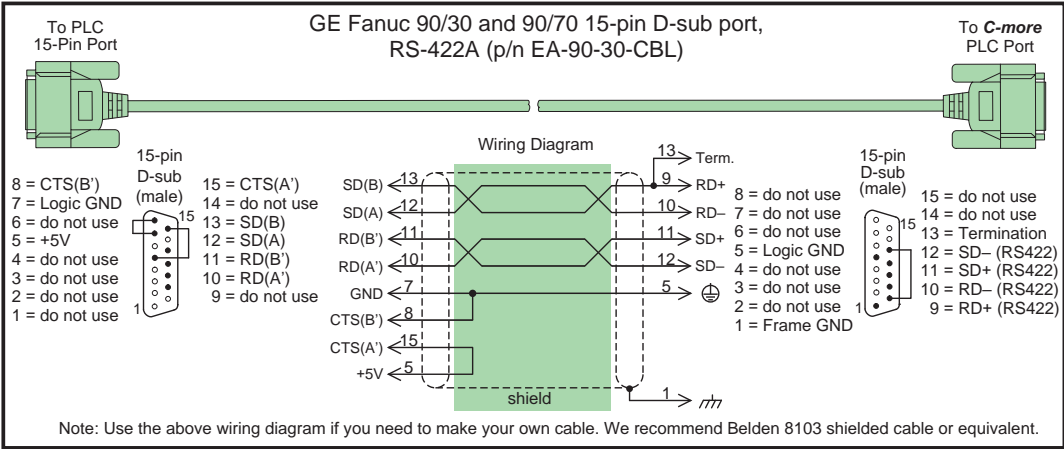 To PLC
15-Pin Port
GE Fanuc 90/30 and 90/70 15-pin D-sub port,
RS-422A (p/n EA-90-30-CBL)
To C-more
PLC Port
15-pin
D-sub
(male)
8 = CTS(B')
7 = Logic GND
6 = do not use
5 = +5V
4 = do not use
3 = do not use
2 = do not use
1 = do not use
15
1
15 = CTS(A')
14 = do not use
13 = SD(B)
12 = SD(A)
11 = RD(B')
10 = RD(A')
9 = do not use
Wiring Diagram
13 Term.
SD(B) 13 9 RD+
SD(A) 12 10 RD–
RD(B') 11 11 SD+
RD(A') 10 12 SD–
GND 7 5
CTS(B') 8
CTS(A') 15
+5V 5
shield 1
8 = do not use
7 = do not use
6 = do not use
5 = Logic GND
4 = do not use
3 = do not use
2 = do not use
1 = Frame GND
15-pin
D-sub
(male)
15
1
15 = do not use
14 = do not use
13 = Termination
12 = SD– (RS422)
11 = SD+ (RS422)
10 = RD– (RS422)
9 = RD+ (RS422)
Note: Use the above wiring diagram if you need to make your own cable. We recommend Belden 8103 shielded cable or equivalent.